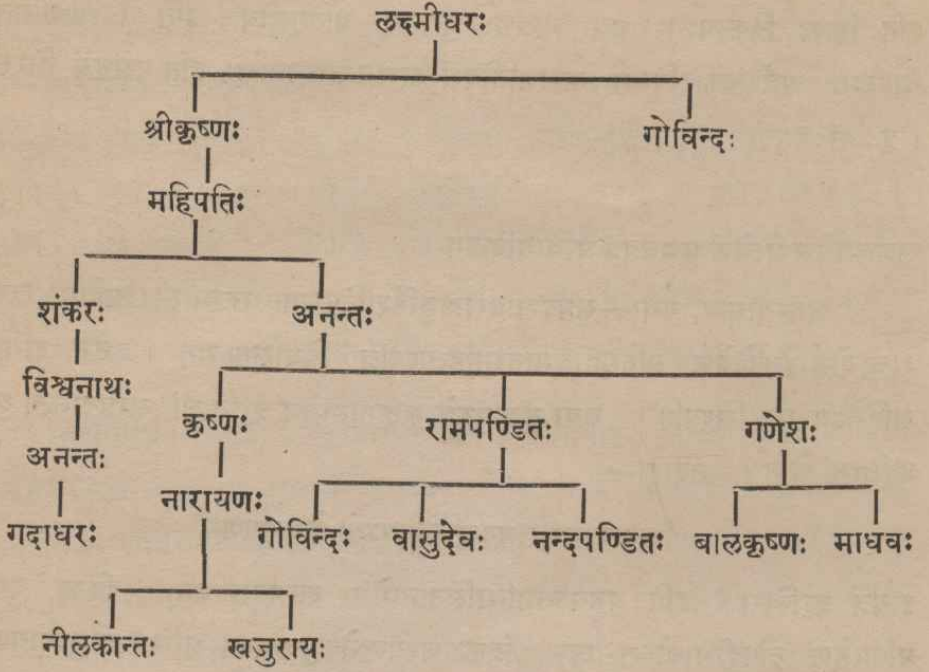 लक्ष्मीधरः
श्रीकृष्णः गोविन्दः
महिपतिः
शंकरः अनन्तः
विश्वनाथः
कृष्णः रामपण्डितः गणेशः
अनन्तः
नारायणः
गदाधरः गोविन्दः वासुदेवः नन्दपण्डितः बालकृष्णः माधवः
नीलकान्तः खजुरायः